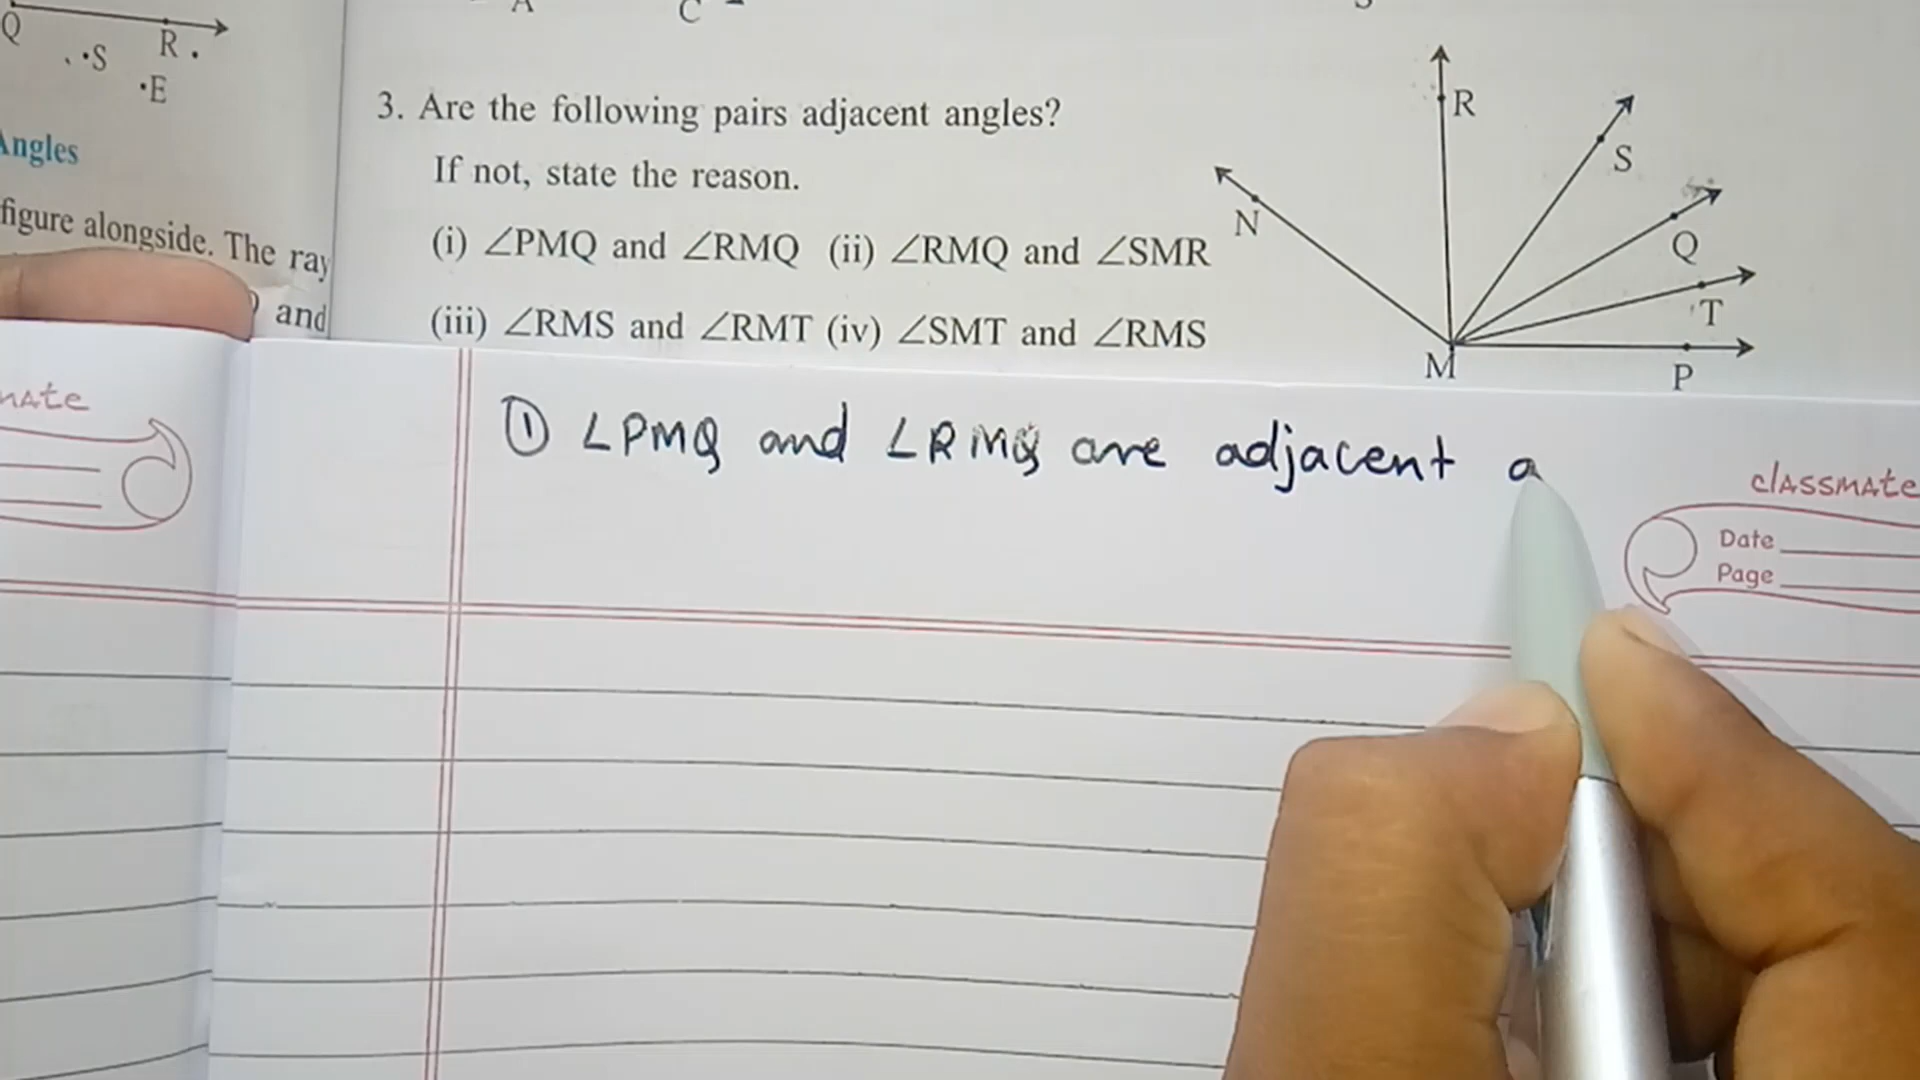 Q
R
S
E
Angles
figure alongside. The ray
and
A
C
3. Are the following pairs adjacent angles?
If not, state the reason.
(i) ∠PMQ and ∠RMQ (ii) ∠RMQ and ∠SMR
(iii) ∠RMS and ∠RMT (iv) ∠SMT and ∠RMS
R
S
N
Q
T
M
P
① ∠PMQ and ∠RMQ are adjacent a
classmate
Date
Page